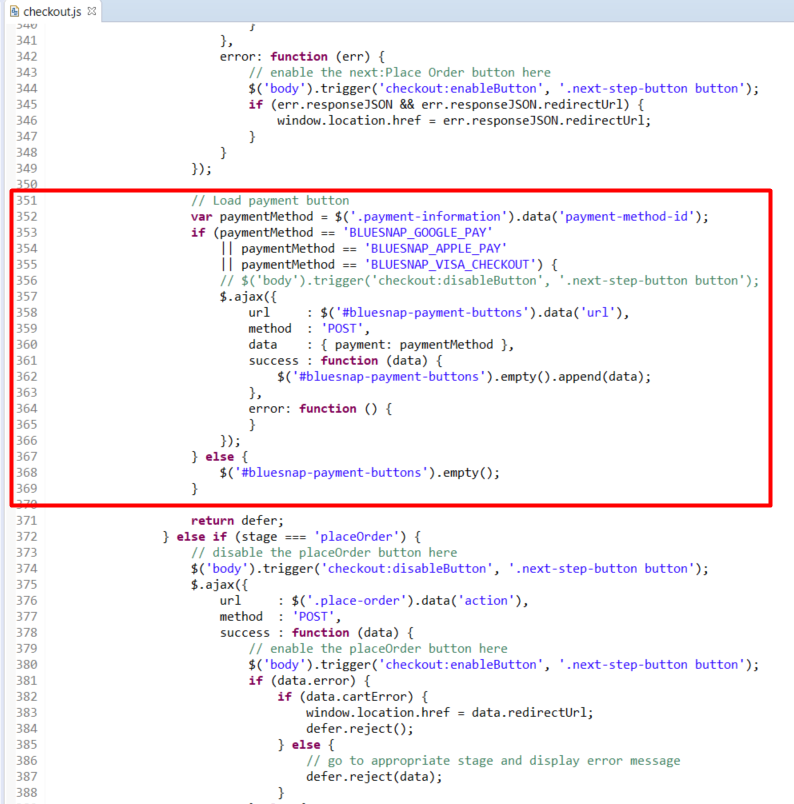 checkout.js
340                                 }
341                             },
342                             error: function (err) {
343                                 // enable the next:Place Order button here
344                                 $('body').trigger('checkout:enableButton', '.next-step-button button');
345                                 if (err.responseJSON && err.responseJSON.redirectUrl) {
346                                     window.location.href = err.responseJSON.redirectUrl;
347                                 }
348                             }
349                         });
350
351                         // Load payment button
352                         var paymentMethod = $('.payment-information').data('payment-method-id');
353                         if (paymentMethod == 'BLUESNAP_GOOGLE_PAY'
354                             || paymentMethod == 'BLUESNAP_APPLE_PAY'
355                             || paymentMethod == 'BLUESNAP_VISA_CHECKOUT') {
356                             // $('body').trigger('checkout:disableButton', '.next-step-button button');
357                             $.ajax({
358                                 url     : $('#bluesnap-payment-buttons').data('url'),
359                                 method  : 'POST',
360                                 data    : { payment: paymentMethod },
361                                 success : function (data) {
362                                     $('#bluesnap-payment-buttons').empty().append(data);
363                                 },
364                                 error: function () {
365                                 }
366                             });
367                         } else {
368                             $('#bluesnap-payment-buttons').empty();
369                         }
370
371                         return defer;
372                     } else if (stage === 'placeOrder') {
373                         // disable the placeOrder button here
374                         $('body').trigger('checkout:disableButton', '.next-step-button button');
375                         $.ajax({
376                             url     : $('.place-order').data('action'),
377                             method  : 'POST',
378                             success : function (data) {
379                                 // enable the placeOrder button here
380                                 $('body').trigger('checkout:enableButton', '.next-step-button button');
381                                 if (data.error) {
382                                     if (data.cartError) {
383                                         window.location.href = data.redirectUrl;
384                                         defer.reject();
385                                     } else {
386                                         // go to appropriate stage and display error message
387                                         defer.reject(data);
388                                     }